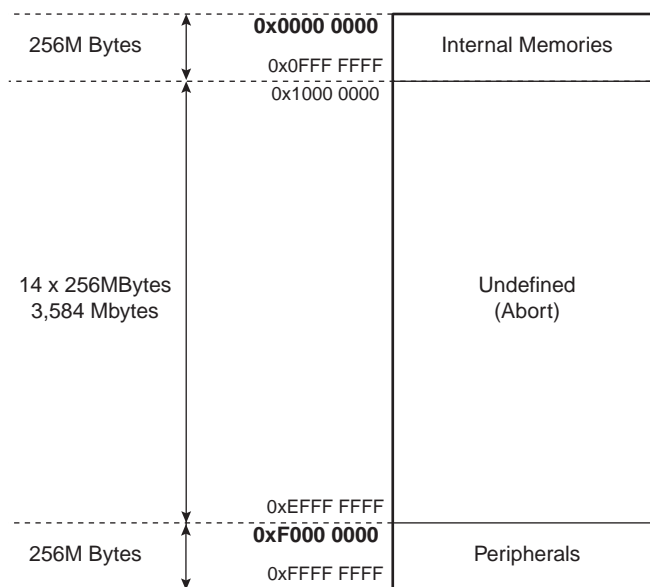 256M Bytes
0x0000 0000
0x0FFF FFFF
Internal Memories
0x1000 0000
14 x 256MBytes
3,584 Mbytes
Undefined
(Abort)
0xEFFF FFFF
256M Bytes
0xF000 0000
0xFFFF FFFF
Peripherals